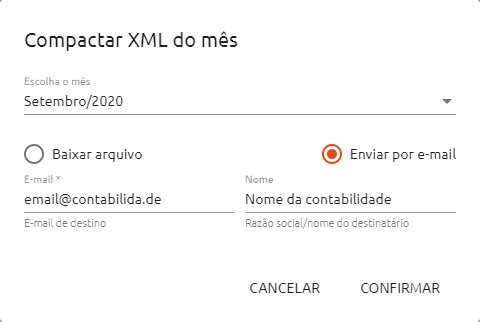 Compactar XML do mês
Escolha o mês
Setembro/2020
Baixar arquivo Enviar por e-mail
E-mail * Nome
email@contabilida.de Nome da contabilidade
E-mail de destino Razão social/nome do destinatário
CANCELAR CONFIRMAR